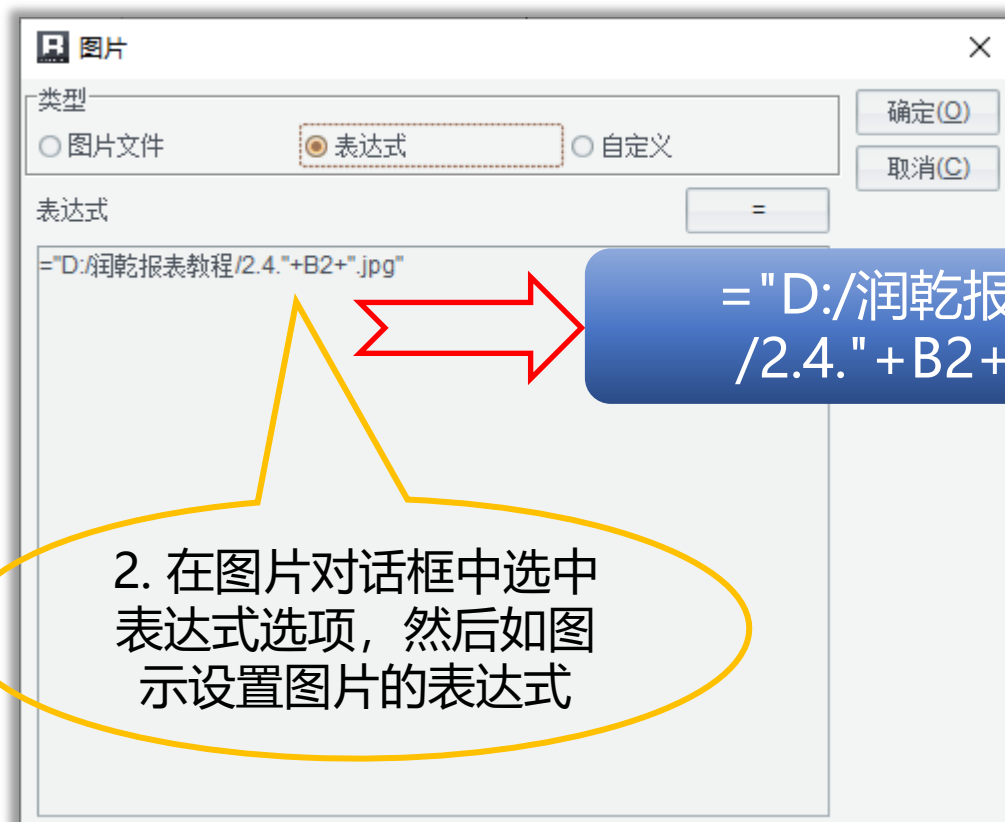 图片
类型
图片文件 表达式 自定义
确定(O)
取消(C)
表达式 =
="D:/润乾报表教程/2.4."+B2+".jpg"
="D:/润乾报
/2.4."+B2+
2. 在图片对话框中选中
表达式选项，然后如图
示设置图片的表达式